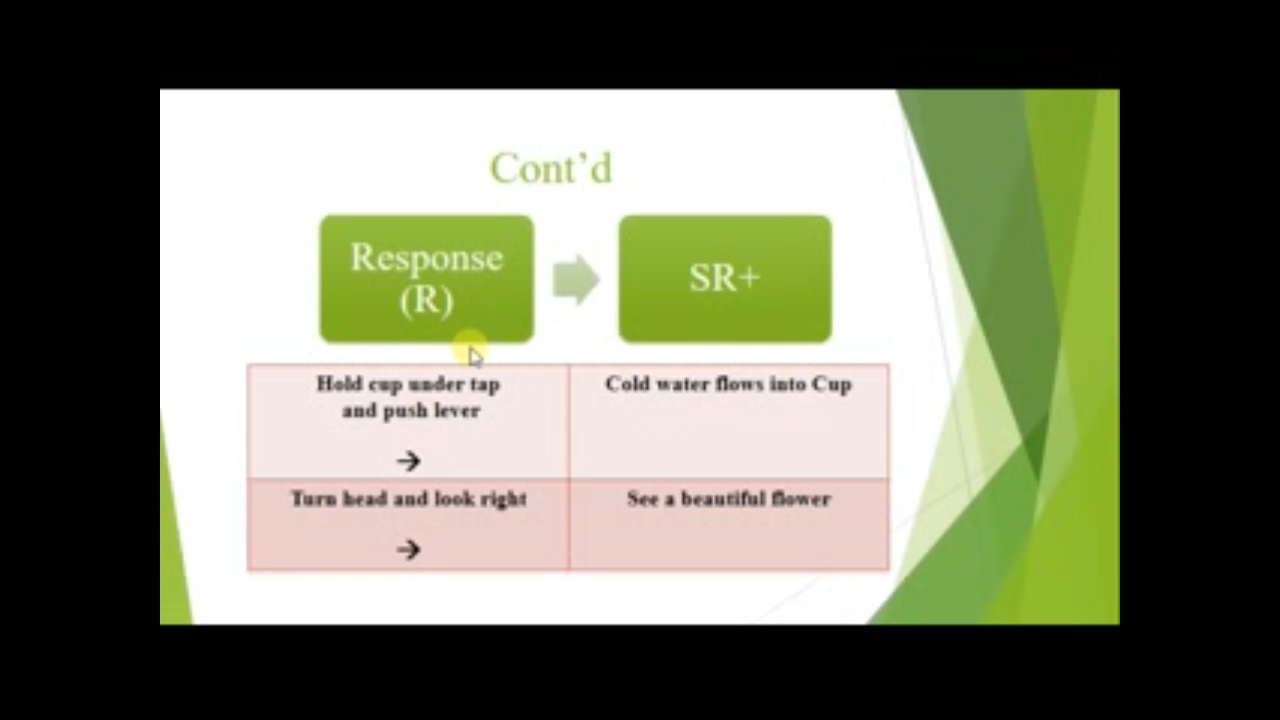 Cont’d
Response
(R)
SR+
Hold cup under tap
and push lever
→
Cold water flows into Cup
Turn head and look right
→
See a beautiful flower